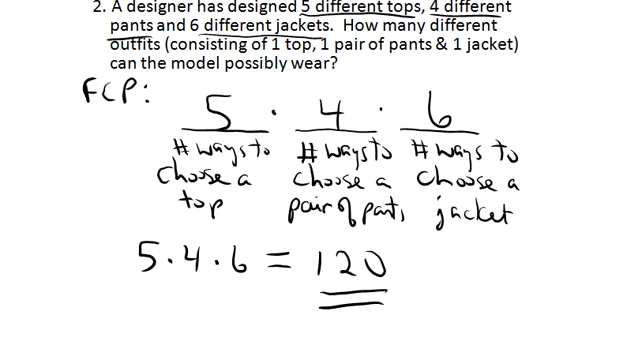 2. A designer has designed 5 different tops, 4 different
pants and 6 different jackets. How many different
outfits (consisting of 1 top, 1 pair of pants & 1 jacket)
can the model possibly wear?
FCP:
5 · 4 · 6
# ways to # ways to # ways to
choose a choose a choose a
top pair of pants jacket
5 · 4 · 6 = 120